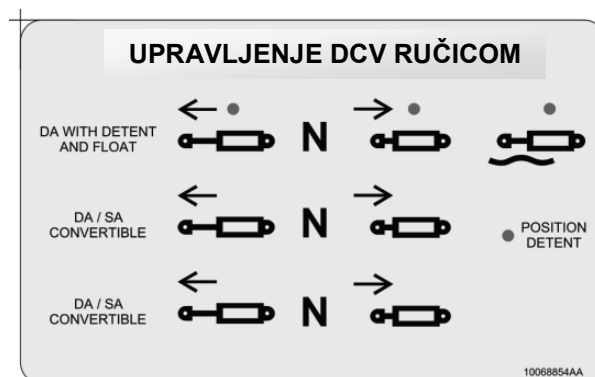 UPRAVLJENJE DCV RUČICOM
DA WITH DETENT
AND FLOAT
N
DA / SA
CONVERTIBLE
N
POSITION
DETENT
DA / SA
CONVERTIBLE
N
10068854AA